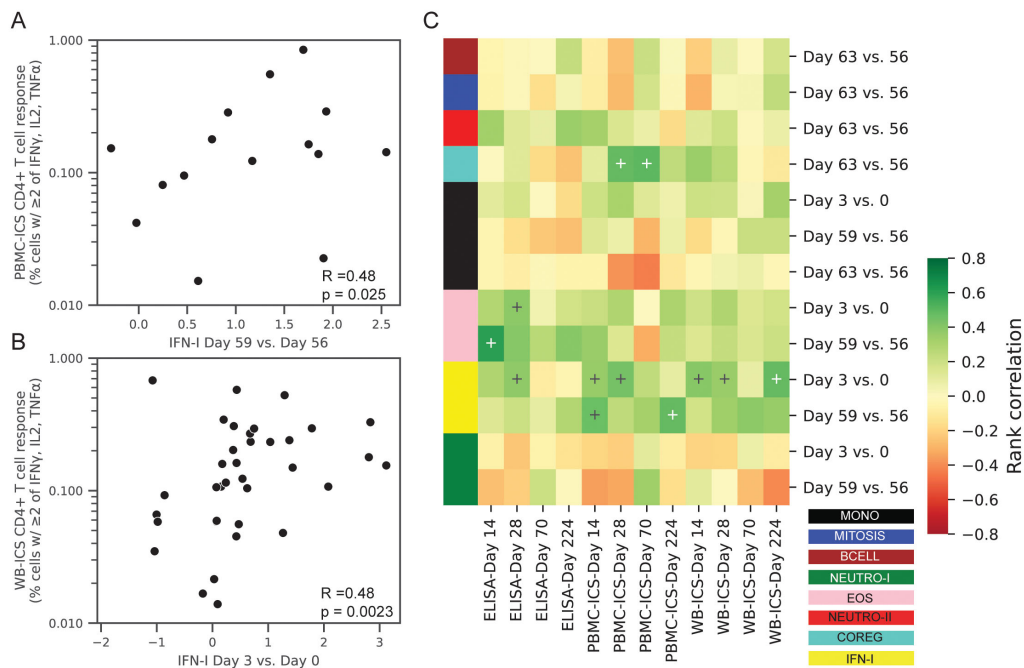 A
1.000
0.100
0.010
PBMC-ICS CD4+ T cell response
(% cells w/ ≥2 of IFNγ, IL2, TNFα)
R =0.48
p = 0.025
0.0 0.5 1.0 1.5 2.0 2.5
IFN-I Day 59 vs. Day 56
B
1.000
0.100
0.010
WB-ICS CD4+ T cell response
(% cells w/ ≥2 of IFNγ, IL2, TNFα)
R =0.48
p = 0.0023
−2 −1 0 1 2 3
IFN-I Day 3 vs. Day 0
C
Day 63 vs. 56
Day 63 vs. 56
Day 63 vs. 56
Day 63 vs. 56
Day 3 vs. 0
Day 59 vs. 56
Day 63 vs. 56
Day 3 vs. 0
Day 59 vs. 56
Day 3 vs. 0
Day 59 vs. 56
Day 3 vs. 0
Day 59 vs. 56
+ +
+
+
+ + + + + +
+ +
ELISA-Day 14
ELISA-Day 28
ELISA-Day 70
ELISA-Day 224
PBMC-ICS-Day 14
PBMC-ICS-Day 28
PBMC-ICS-Day 70
PBMC-ICS-Day 224
WB-ICS-Day 14
WB-ICS-Day 28
WB-ICS-Day 70
WB-ICS-Day 224
0.8
0.6
0.4
0.2
0.0
−0.2
−0.4
−0.6
−0.8
Rank correlation
MONO
MITOSIS
BCELL
NEUTRO-I
EOS
NEUTRO-II
COREG
IFN-I